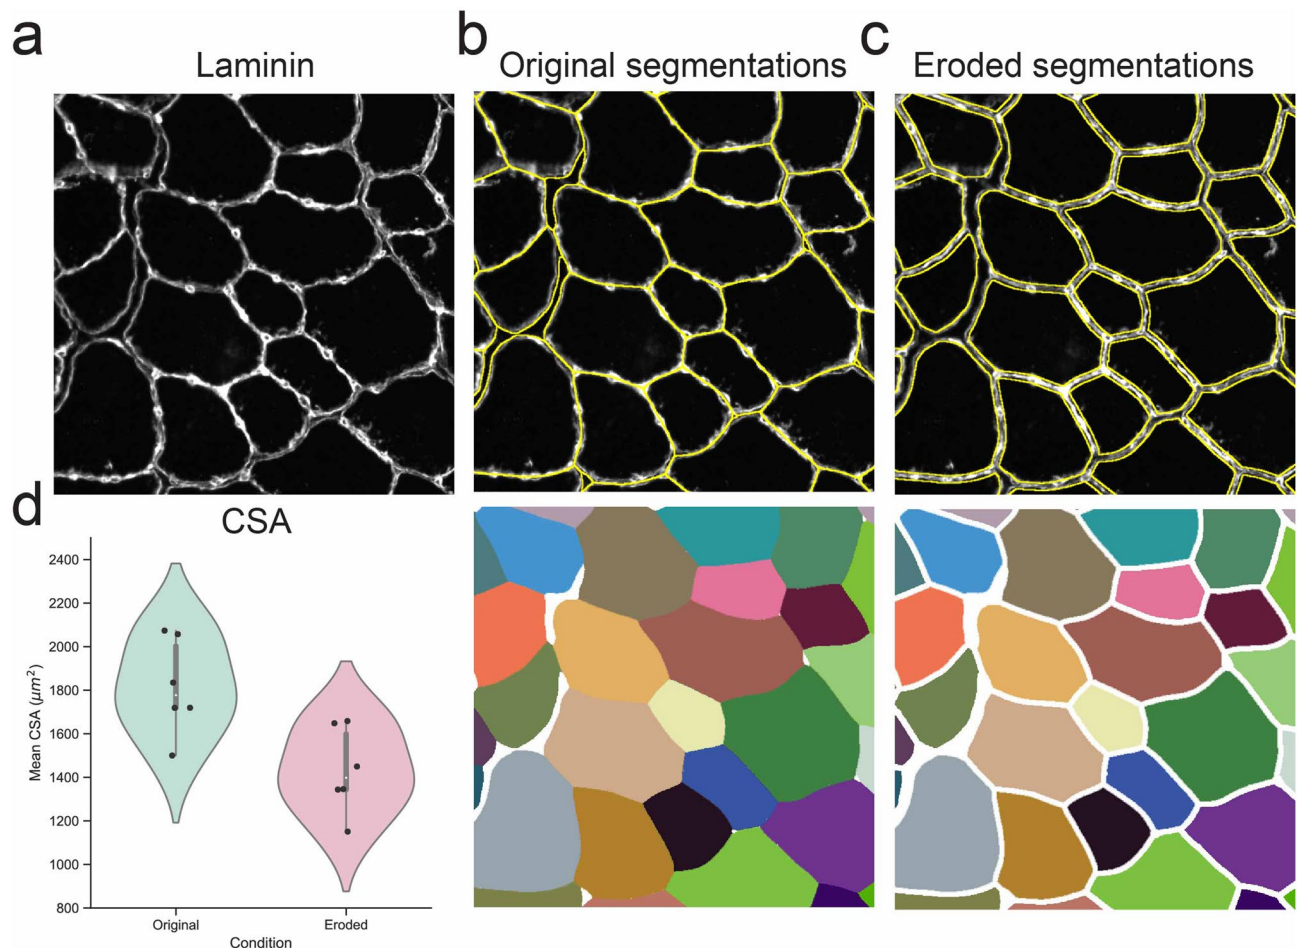 a
Laminin
b
Original segmentations
c
Eroded segmentations
d
CSA
2400
2200
2000
1800
1600
1400
1200
1000
800
Mean CSA (μm²)
Original
Eroded
Condition